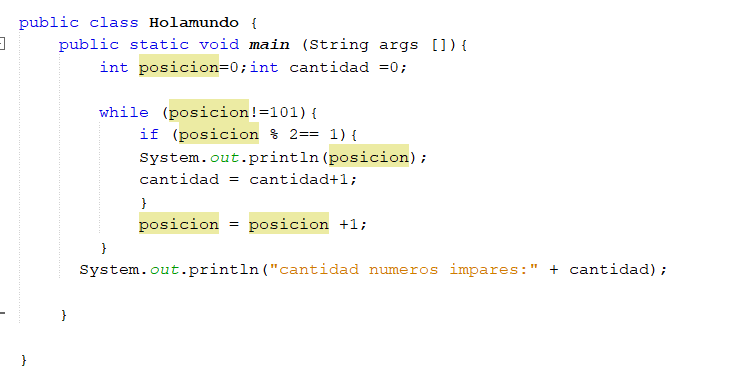 public class Holamundo {
public static void main (String args []){
int posicion=0;int cantidad =0;
while (posicion!=101){
if (posicion % 2== 1){
System.out.println(posicion);
cantidad = cantidad+1;
}
posicion = posicion +1;
}
System.out.println("cantidad numeros impares:" + cantidad);
}
}